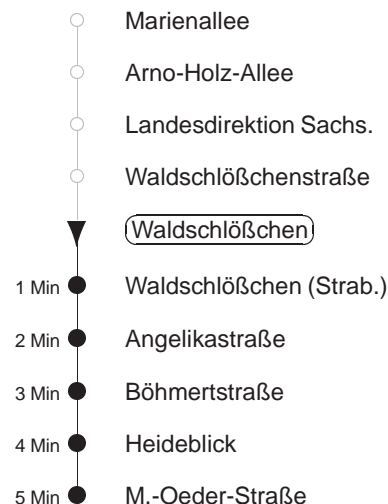 Marienallee
Arno-Holz-Allee
Landesdirektion Sachs.
Waldschlößchenstraße
Waldschlößchen
1 Min Waldschlößchen (Strab.)
2 Min Angelikastraße
3 Min Böhmertstraße
4 Min Heideblick
5 Min M.-Oeder-Straße